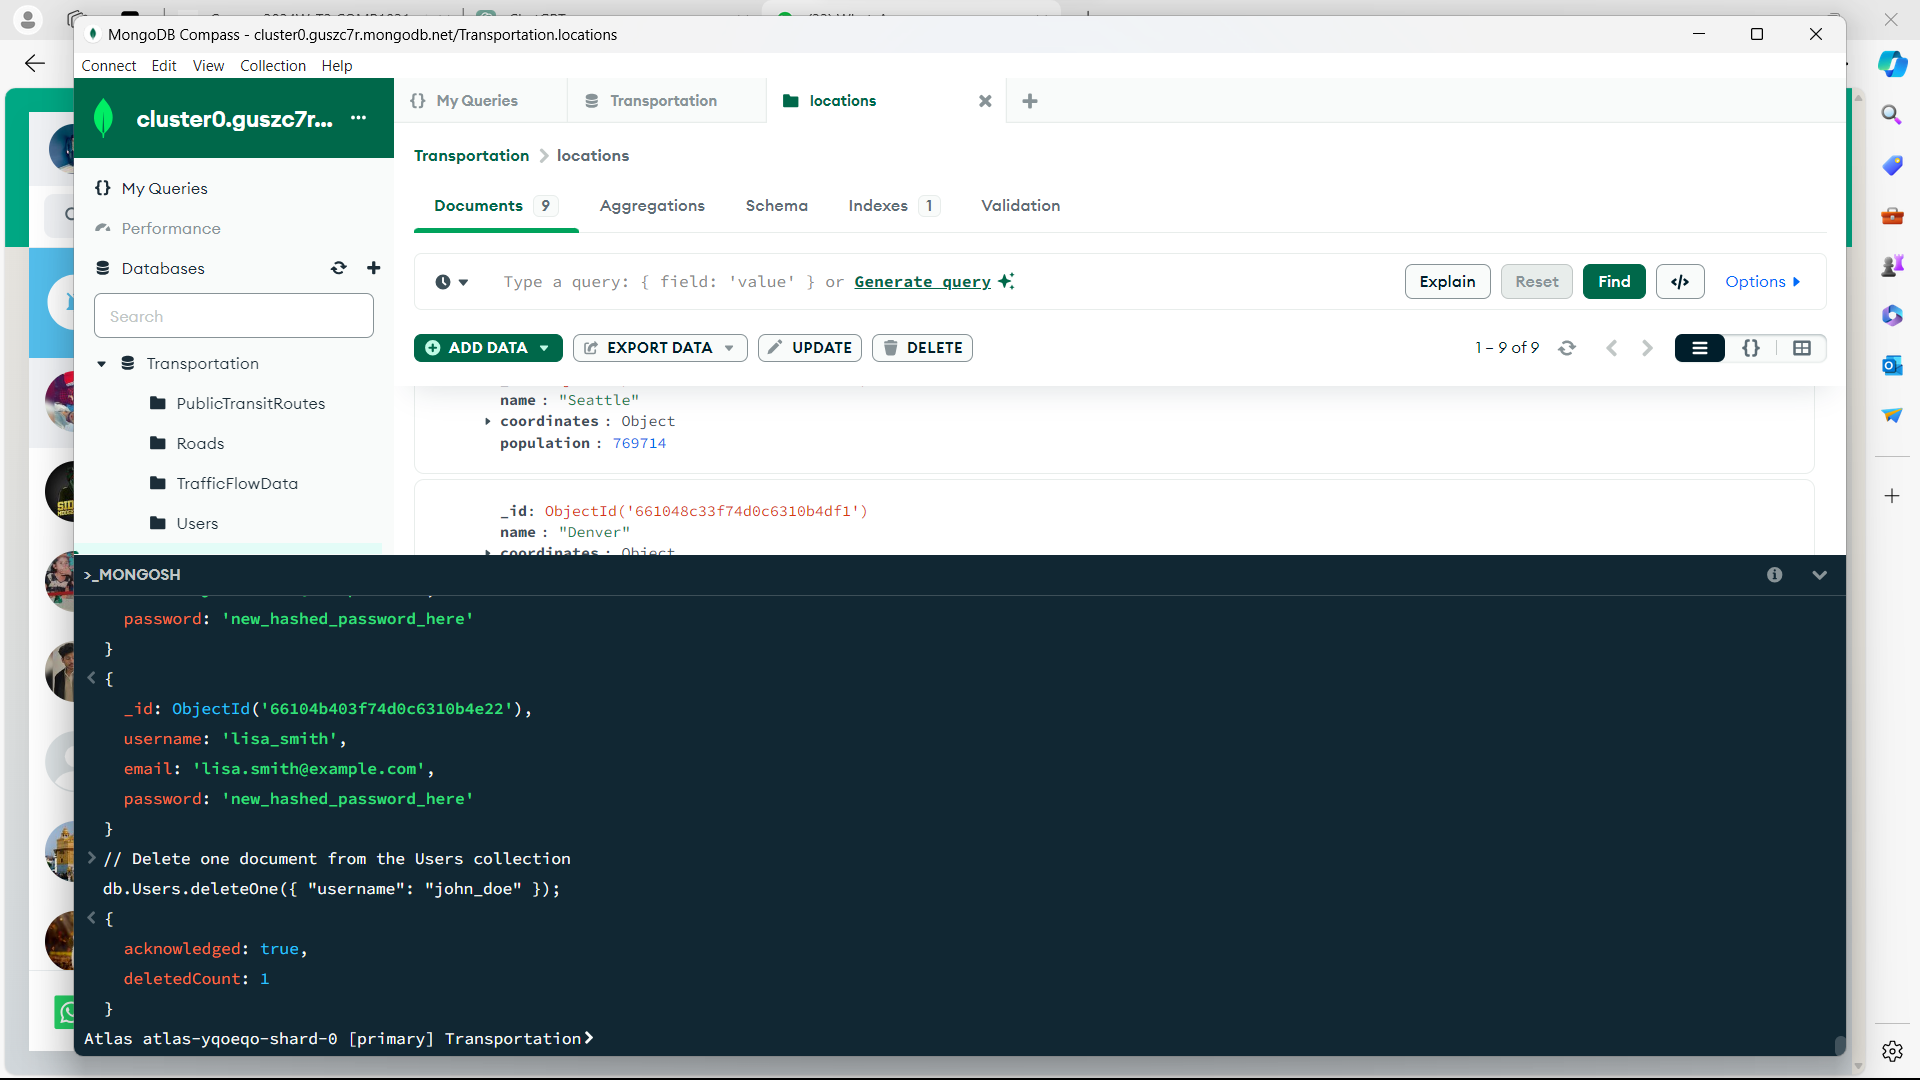 MongoDB Compass - cluster0.guszc7r.mongodb.net/Transportation.locations
Connect Edit View Collection Help
cluster0.guszc7r... ...
{} My Queries
Transportation
locations
Transportation > locations
My Queries
Performance
Databases
Search
Transportation
PublicTransitRoutes
Roads
TrafficFlowData
Users
Documents 9 Aggregations Schema Indexes 1 Validation
Type a query: { field: 'value' } or Generate query
Explain Reset Find </> Options
ADD DATA EXPORT DATA UPDATE DELETE
1 – 9 of 9
{}
name : "Seattle"
coordinates : Object
population : 769714
_id: ObjectId('661048c33f74d0c6310b4df1')
name : "Denver"
coordinates : Object
>_MONGOSH
password: 'new_hashed_password_here'
}
< {
_id: ObjectId('66104b403f74d0c6310b4e22'),
username: 'lisa_smith',
email: 'lisa.smith@example.com',
password: 'new_hashed_password_here'
}
> // Delete one document from the Users collection
db.Users.deleteOne({ "username": "john_doe" });
< {
acknowledged: true,
deletedCount: 1
}
Atlas atlas-yqoeqo-shard-0 [primary] Transportation>